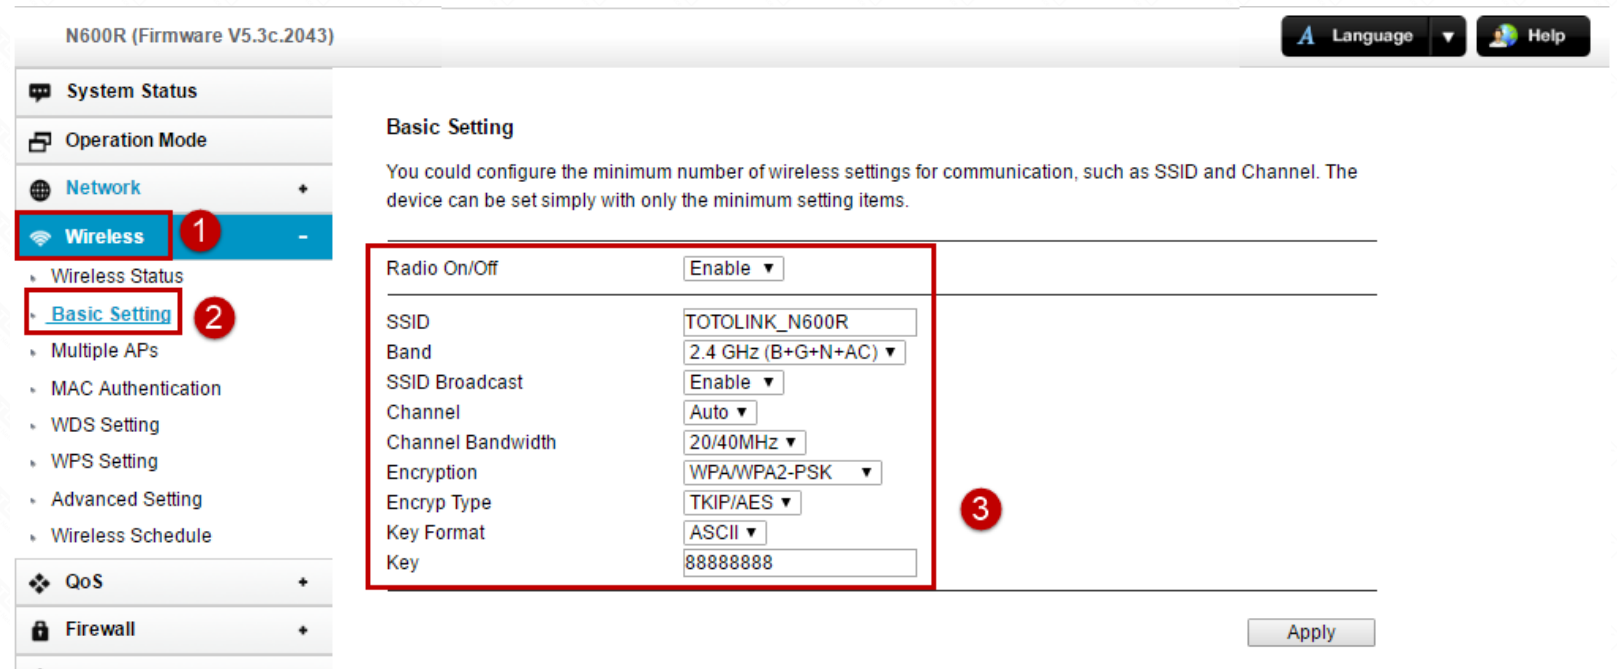 N600R (Firmware V5.3c.2043)
A Language ▼
Help
System Status
Operation Mode
Network +
Wireless -
1
Wireless Status
Basic Setting
2
Multiple APs
MAC Authentication
WDS Setting
WPS Setting
Advanced Setting
Wireless Schedule
QoS +
Firewall +
Basic Setting
You could configure the minimum number of wireless settings for communication, such as SSID and Channel. The
device can be set simply with only the minimum setting items.
Radio On/Off Enable ▼
SSID TOTOLINK_N600R
Band 2.4 GHz (B+G+N+AC) ▼
SSID Broadcast Enable ▼
Channel Auto ▼
Channel Bandwidth 20/40MHz ▼
Encryption WPA/WPA2-PSK ▼
Encryp Type TKIP/AES ▼
Key Format ASCII ▼
Key 88888888
3
Apply